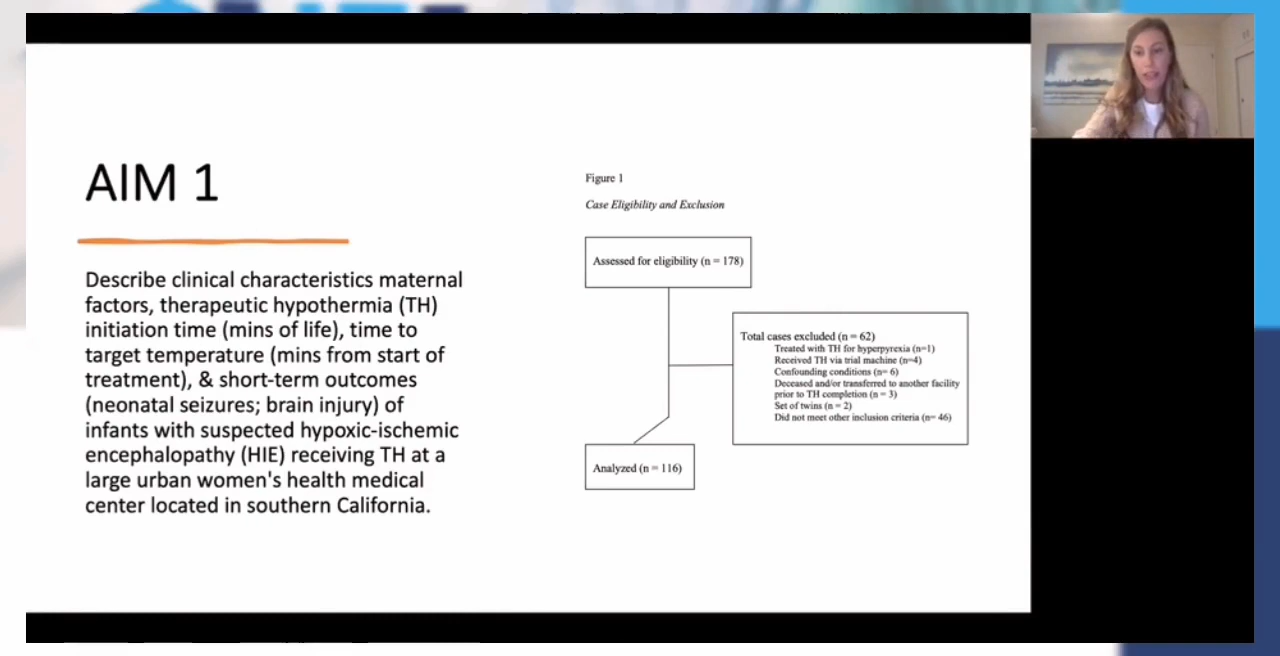 AIM 1
Describe clinical characteristics maternal
factors, therapeutic hypothermia (TH)
initiation time (mins of life), time to
target temperature (mins from start of
treatment), & short-term outcomes
(neonatal seizures; brain injury) of
infants with suspected hypoxic-ischemic
encephalopathy (HIE) receiving TH at a
large urban women's health medical
center located in southern California.
Figure 1
Case Eligibility and Exclusion
Assessed for eligibility (n = 178)
Total cases excluded (n = 62)
Treated with TH for hyperpyrexia (n=1)
Received TH via trial machine (n=4)
Confounding conditions (n= 6)
Deceased and/or transferred to another facility
prior to TH completion (n = 3)
Set of twins (n = 2)
Did not meet other inclusion criteria (n= 46)
Analyzed (n = 116)